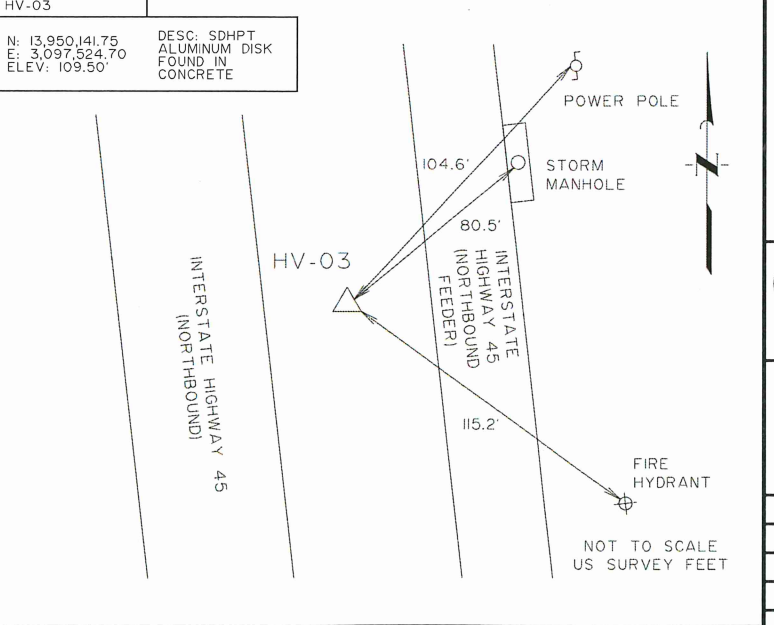 HV-03
N: 13,950,141.75
E: 3,097,524.70
ELEV: 109.50'
DESC: SDHPT
ALUMINUM DISK
FOUND IN
CONCRETE
POWER POLE
104.6'
STORM
MANHOLE
80.5'
HV-03
INTERSTATE
HIGHWAY 45
(NORTHBOUND
FEEDER)
INTERSTATE HIGHWAY 45
(NORTHBOUND)
115.2'
FIRE
HYDRANT
NOT TO SCALE
US SURVEY FEET
N